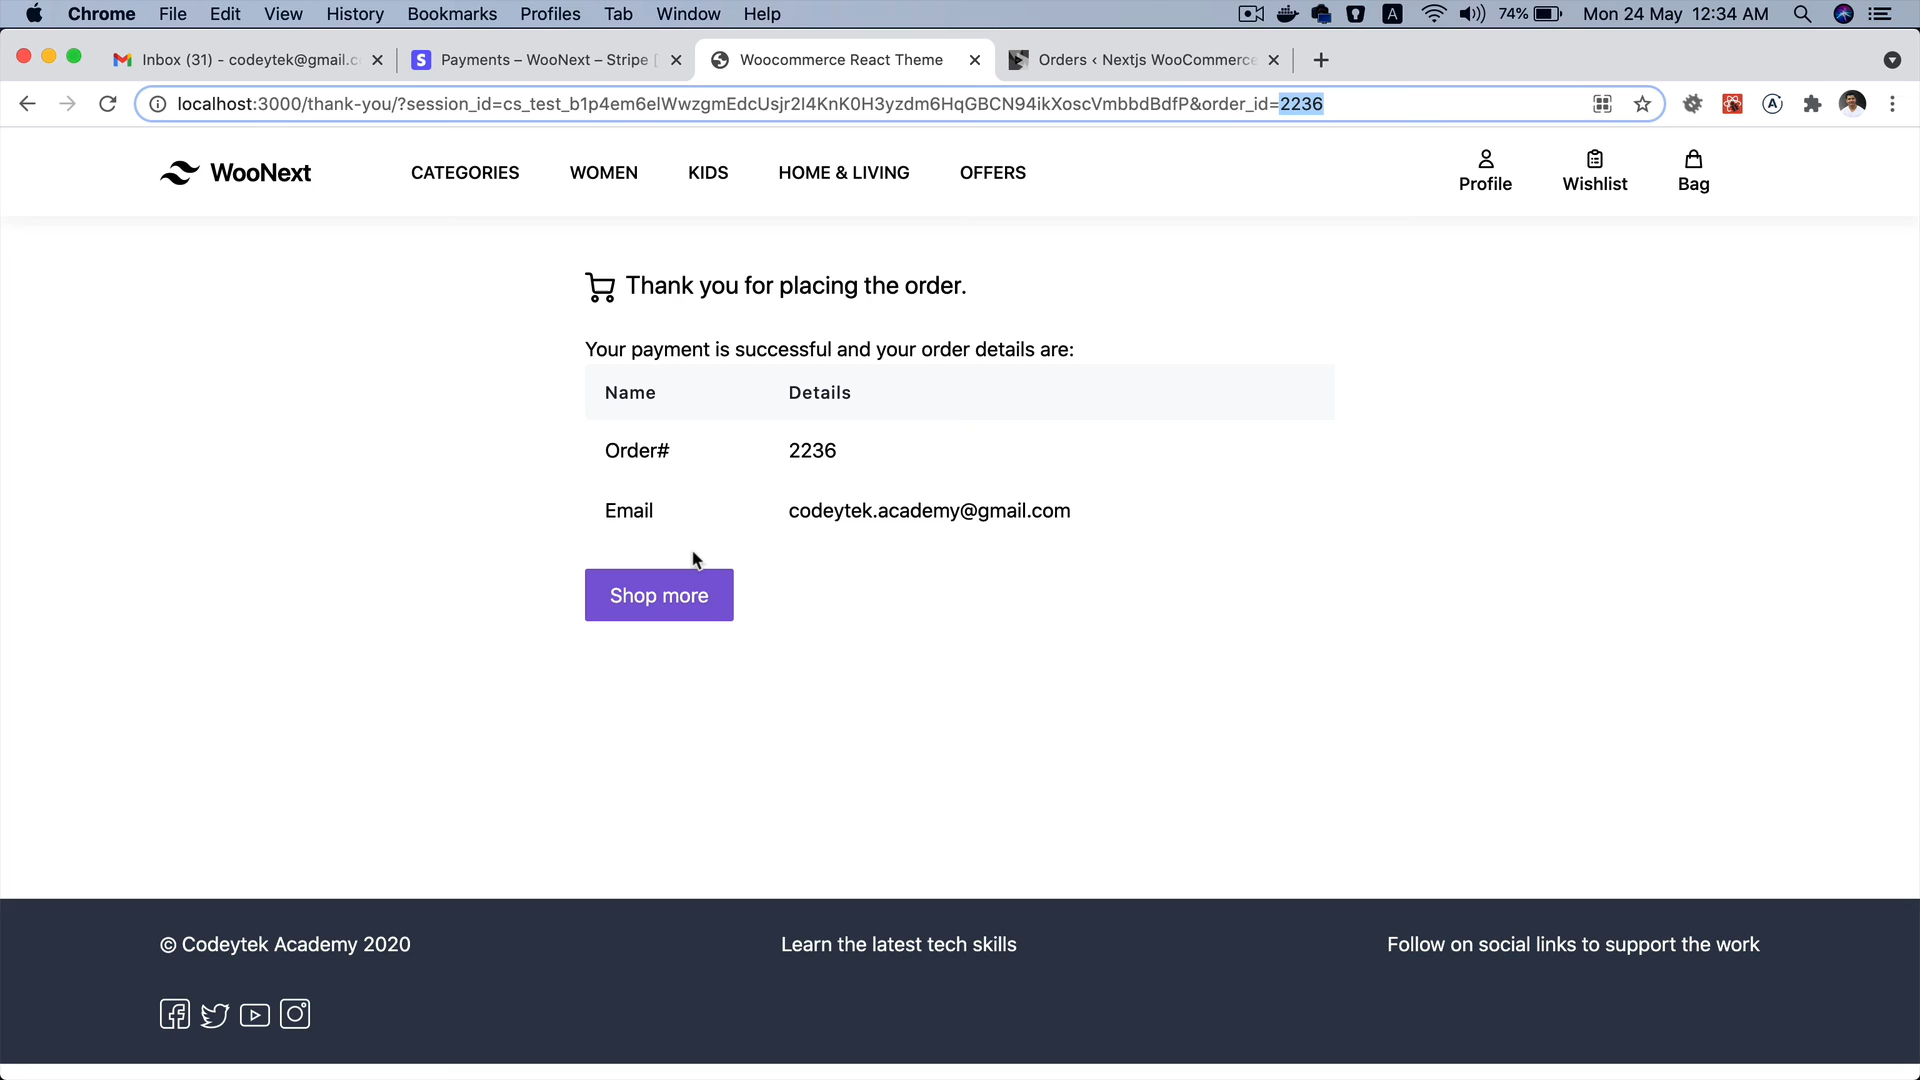 Chrome File Edit View History Bookmarks Profiles Tab Window Help A 74% Mon 24 May 12:34 AM
Inbox (31) - codeytek@gmail.c Payments – WooNext – Stripe [ Woocommerce React Theme Orders ‹ Nextjs WooCommerce
localhost:3000/thank-you/?session_id=cs_test_b1p4em6elWwzgmEdcUsjr2I4KnK0H3yzdm6HqGBCN94ikXoscVmbbdBdfP&order_id=2236
WooNext CATEGORIES WOMEN KIDS HOME & LIVING OFFERS Profile Wishlist Bag
Thank you for placing the order.
Your payment is successful and your order details are:
Name Details
Order# 2236
Email codeytek.academy@gmail.com
Shop more
© Codeytek Academy 2020 Learn the latest tech skills Follow on social links to support the work